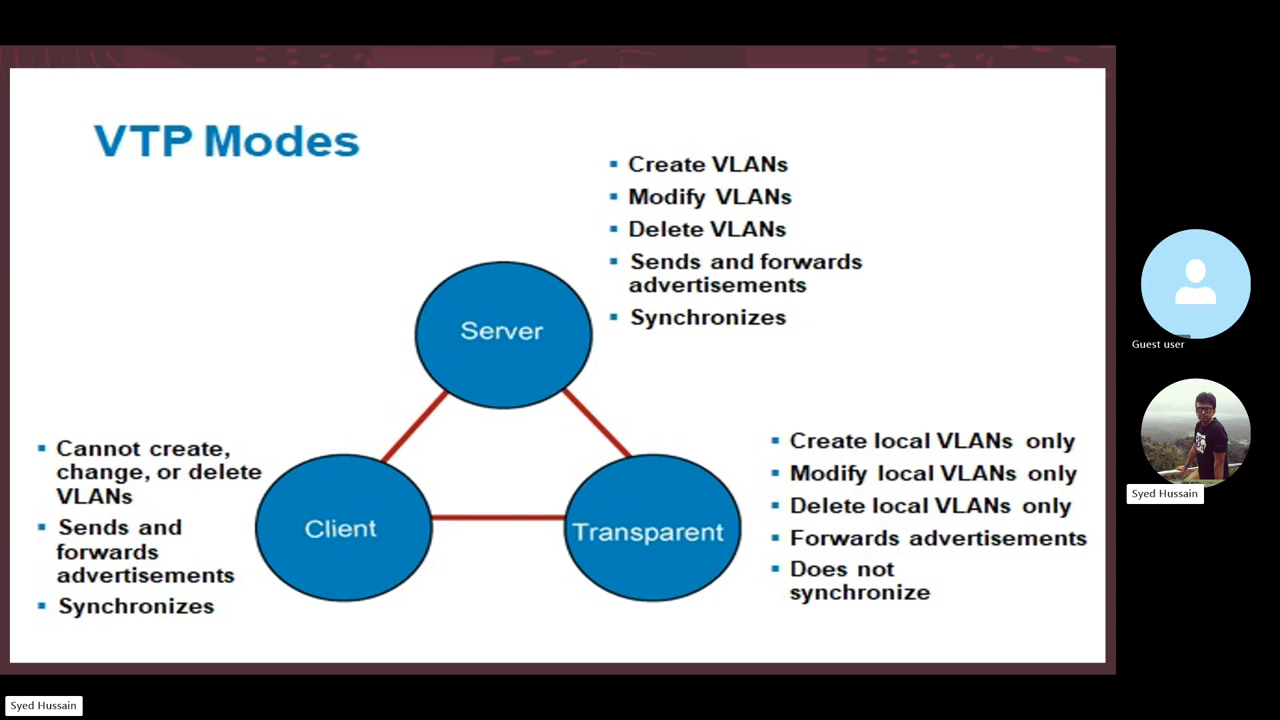 VTP Modes
Create VLANs
Modify VLANs
Delete VLANs
Sends and forwards
advertisements
Synchronizes
Server
Cannot create,
change, or delete
VLANs
Sends and
forwards
advertisements
Synchronizes
Client
Transparent
Create local VLANs only
Modify local VLANs only
Delete local VLANs only
Forwards advertisements
Does not
synchronize
Guest user
Syed Hussain
Syed Hussain